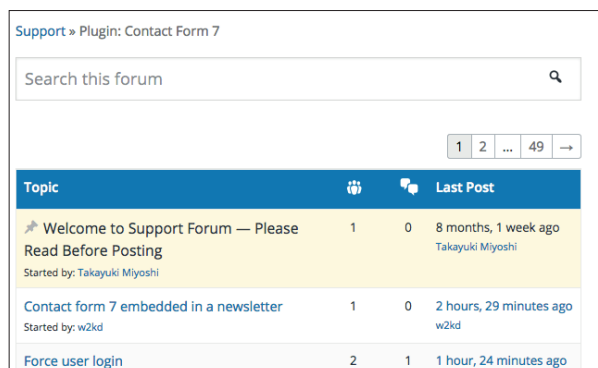 Support » Plugin: Contact Form 7
Search this forum
1 2 ... 49 →
Topic Last Post
Welcome to Support Forum — Please 1 0 8 months, 1 week ago
Read Before Posting Takayuki Miyoshi
Started by: Takayuki Miyoshi
Contact form 7 embedded in a newsletter 1 0 2 hours, 29 minutes ago
Started by: w2kd w2kd
Force user login 2 1 1 hour, 24 minutes ago